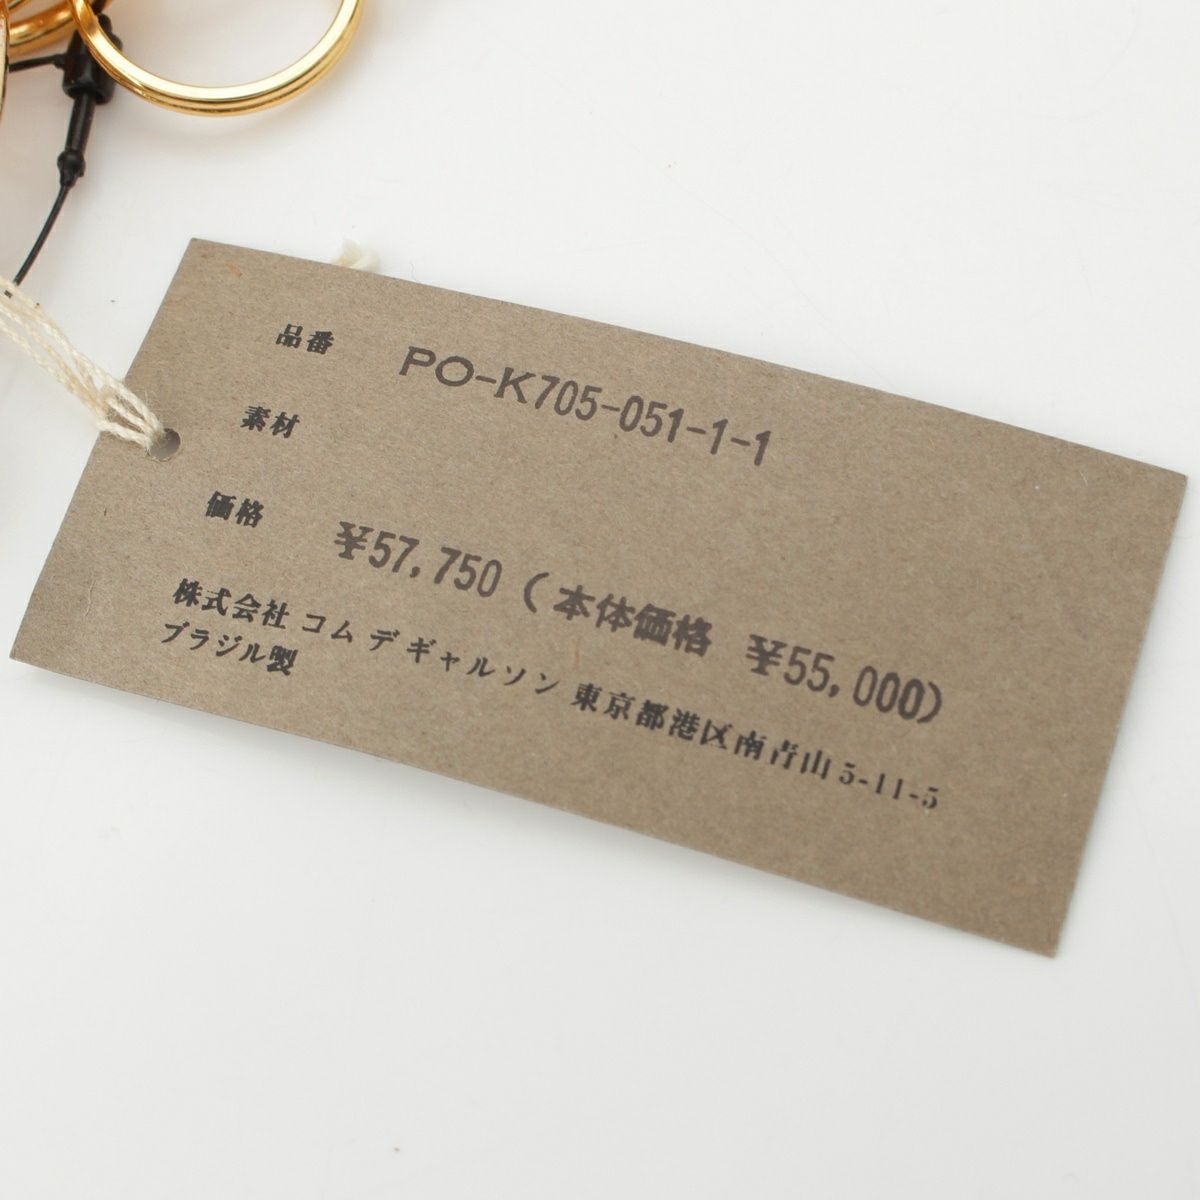 品番 PO-K705-051-1-1
素材
価格 ¥57,750 (本体価格 ¥55,000)
株式会社 コム デ ギャルソン 東京都港区南青山 5-11-5
ブラジル製